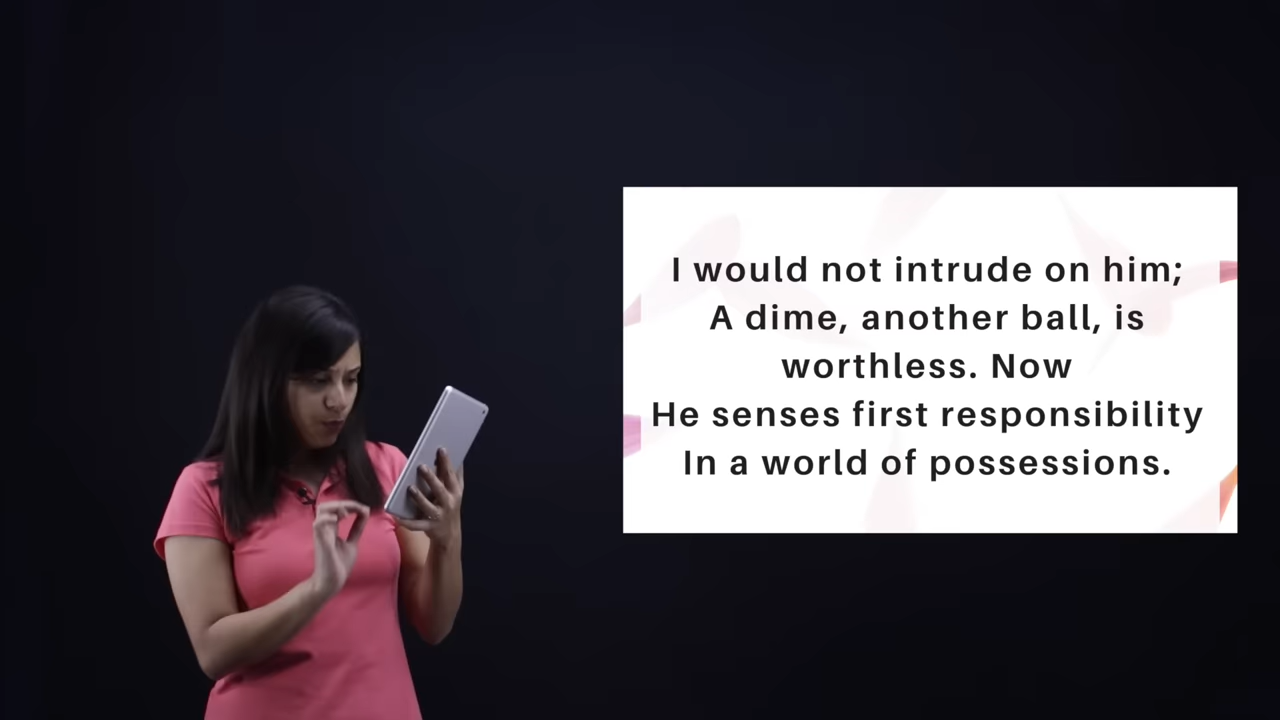 I would not intrude on him;
A dime, another ball, is
worthless. Now
He senses first responsibility
In a world of possessions.